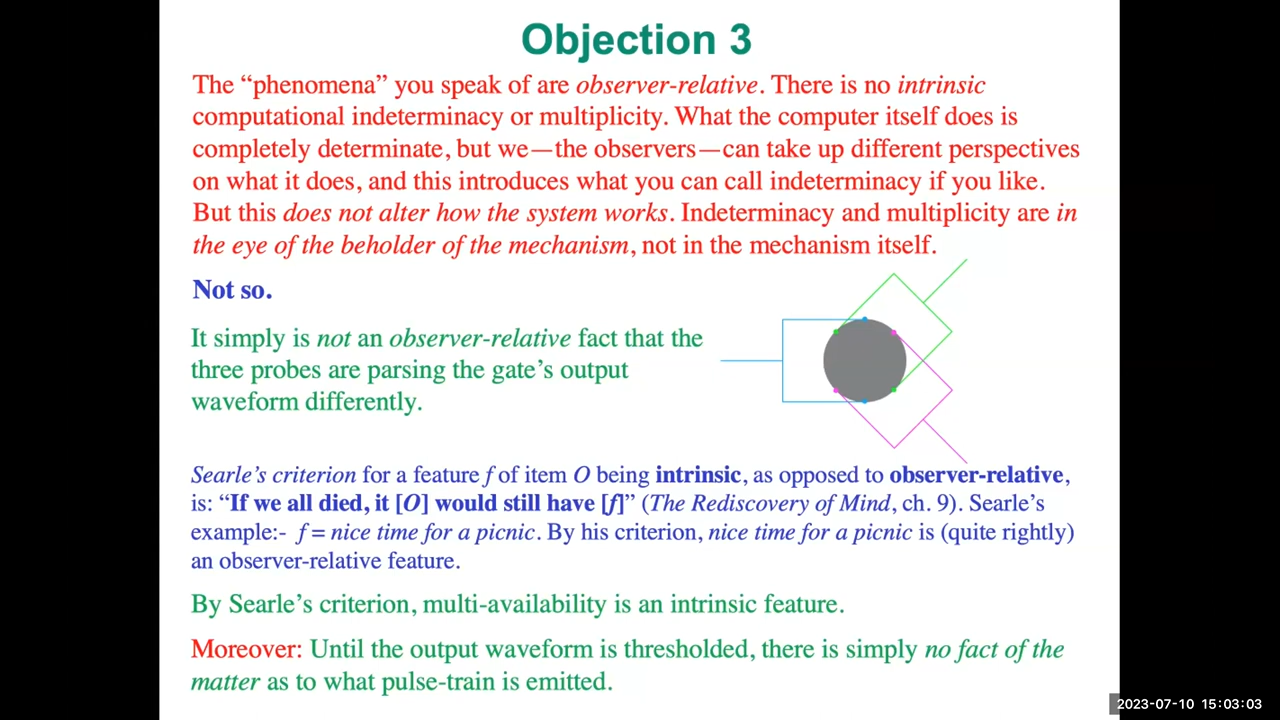 Objection 3
The “phenomena” you speak of are observer-relative. There is no intrinsic
computational indeterminacy or multiplicity. What the computer itself does is
completely determinate, but we—the observers—can take up different perspectives
on what it does, and this introduces what you can call indeterminacy if you like.
But this does not alter how the system works. Indeterminacy and multiplicity are in
the eye of the beholder of the mechanism, not in the mechanism itself.
Not so.
It simply is not an observer-relative fact that the
three probes are parsing the gate’s output
waveform differently.
Searle’s criterion for a feature f of item O being intrinsic, as opposed to observer-relative,
is: “If we all died, it [O] would still have [f]” (The Rediscovery of Mind, ch. 9). Searle’s
example:- f = nice time for a picnic. By his criterion, nice time for a picnic is (quite rightly)
an observer-relative feature.
By Searle’s criterion, multi-availability is an intrinsic feature.
Moreover: Until the output waveform is thresholded, there is simply no fact of the
matter as to what pulse-train is emitted.
2023-07-10 15:03:03